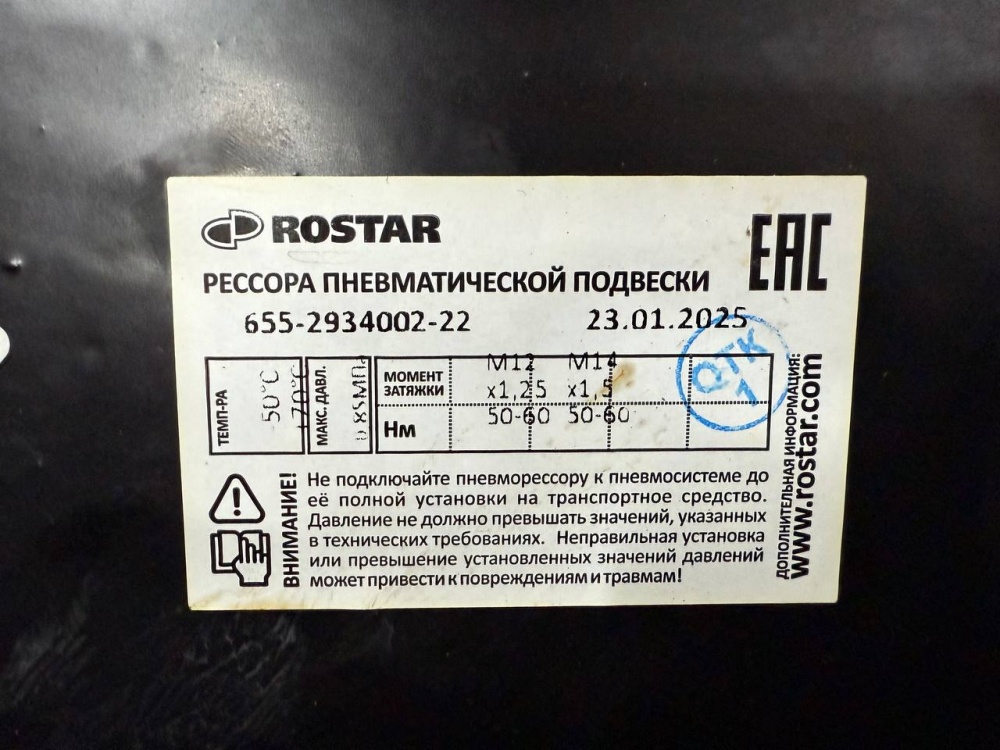 ROSTAR
EAC
РЕССОРА ПНЕВМАТИЧЕСКОЙ ПОДВЕСКИ
655-2934002-22 23.01.2025
ТЕМП-РА
-50°C
+70°C
МАКС. ДАВЛ.
0.85МПа
МОМЕНТ ЗАТЯЖКИ
M12 M14
x1,25 x1,5
Нм
50-60 50-60
ОТК
1
ВНИМАНИЕ!
Не подключайте пневморессору к пневмосистеме до
её полной установки на транспортное средство.
Давление не должно превышать значений, указанных
в технических требованиях. Неправильная установка
или превышение установленных значений давлений
может привести к повреждениям и травмам!
ДОПОЛНИТЕЛЬНАЯ ИНФОРМАЦИЯ:
www.rostar.com